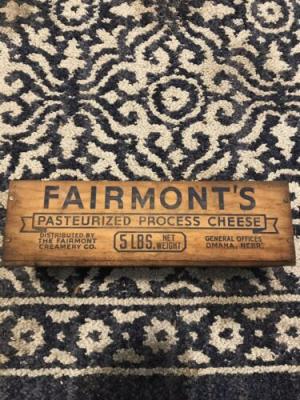 FAIRMONT'S
PASTEURIZED PROCESS CHEESE
DISTRIBUTED BY
THE FAIRMONT
CREAMERY CO.
5 LBS. NET WEIGHT
GENERAL OFFICES
OMAHA, NEBR.